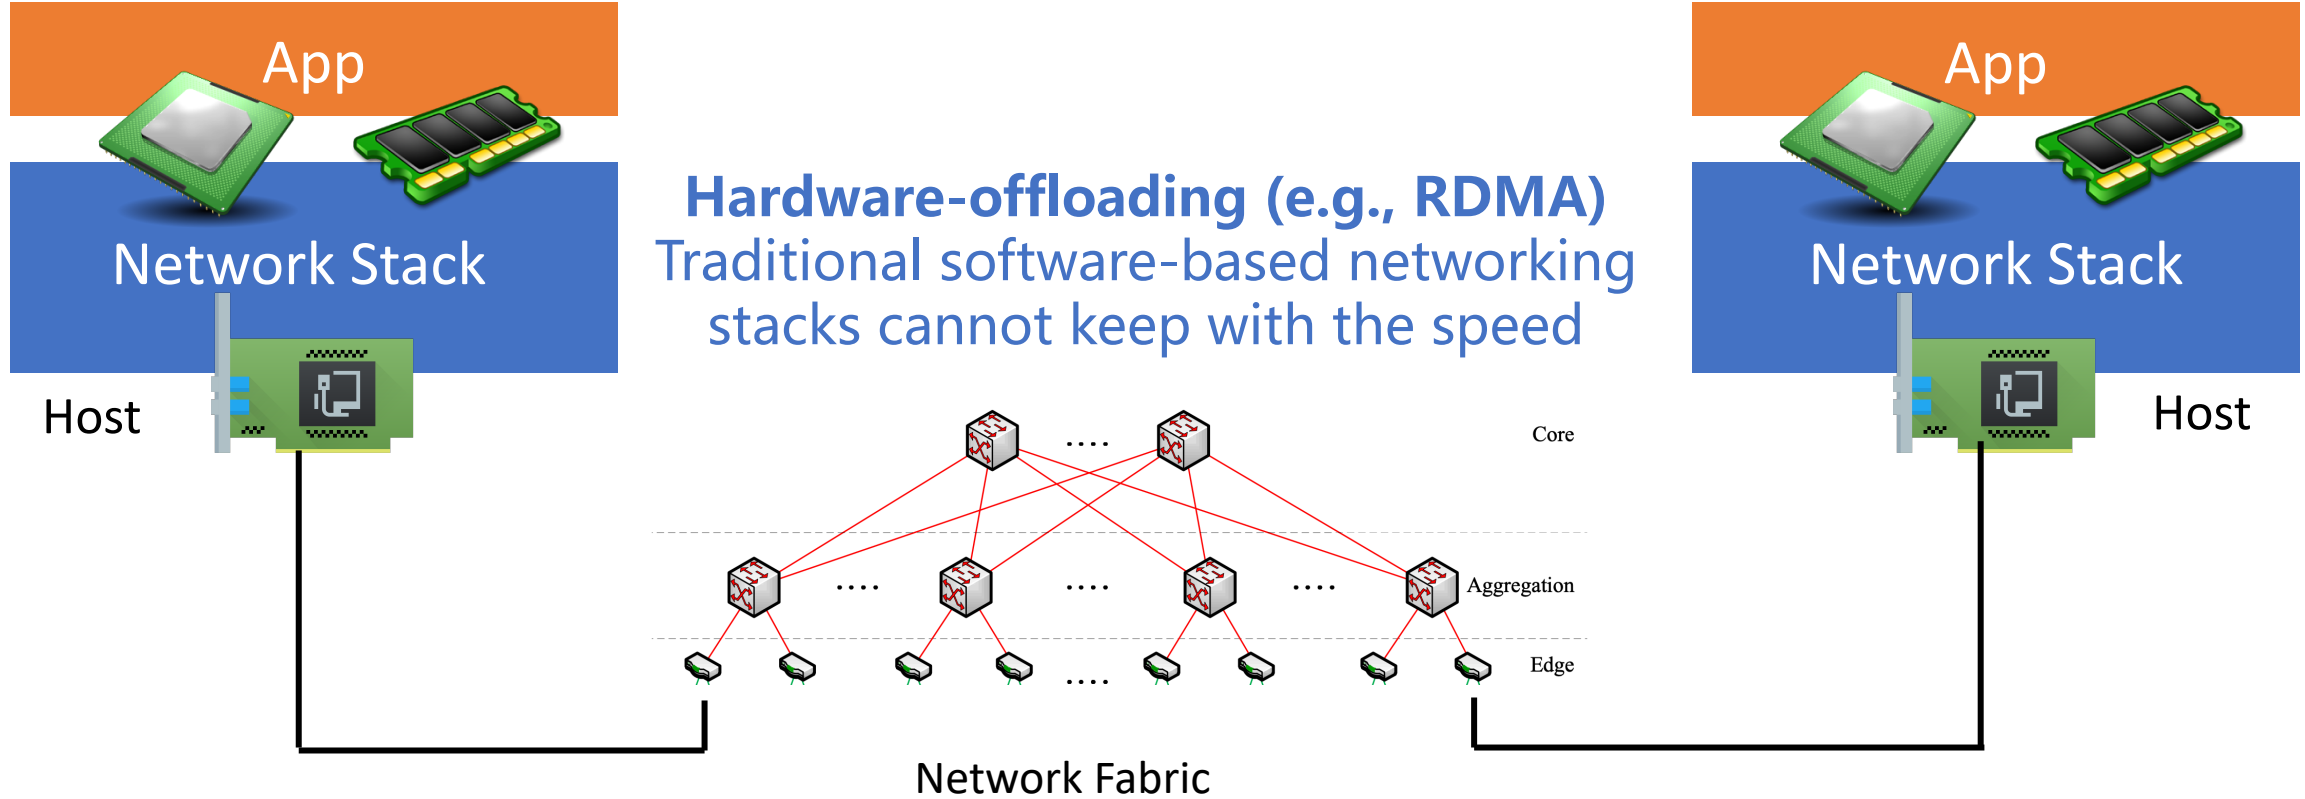 App
Network Stack
Host
Hardware-offloading (e.g., RDMA)
Traditional software-based networking
stacks cannot keep with the speed
....
Core
.... .... ....
Aggregation
....
Edge
Network Fabric
App
Network Stack
Host